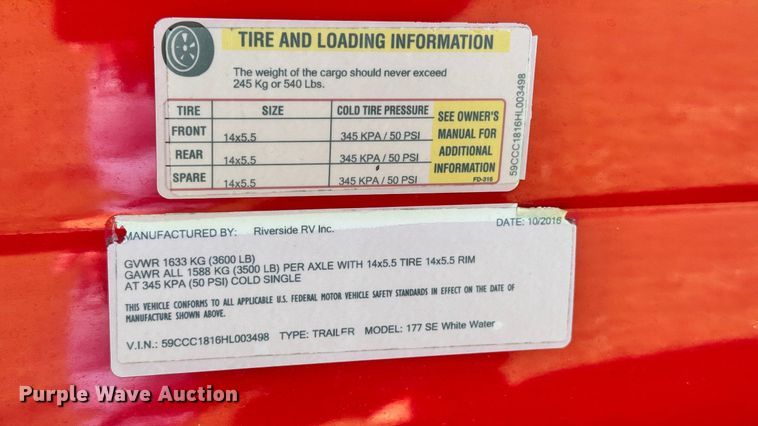 TIRE AND LOADING INFORMATION
The weight of the cargo should never exceed
245 Kg or 540 Lbs.
TIRE SIZE COLD TIRE PRESSURE
FRONT 14x5.5 345 KPA / 50 PSI
REAR 14x5.5 345 KPA / 50 PSI
SPARE 14x5.5 345 KPA / 50 PSI
SEE OWNER'S
MANUAL FOR
ADDITIONAL
INFORMATION
FD-316
59CCC1816HL003498
MANUFACTURED BY: Riverside RV Inc. DATE: 10/2016
GVWR 1633 KG (3600 LB)
GAWR ALL 1588 KG (3500 LB) PER AXLE WITH 14x5.5 TIRE 14x5.5 RIM
AT 345 KPA (50 PSI) COLD SINGLE
THIS VEHICLE CONFORMS TO ALL APPLICABLE U.S. FEDERAL MOTOR VEHICLE SAFETY STANDARDS IN EFFECT ON THE DATE OF
MANUFACTURE SHOWN ABOVE.
V.I.N.: 59CCC1816HL003498 TYPE: TRAILER MODEL: 177 SE White Water
Purple Wave Auction